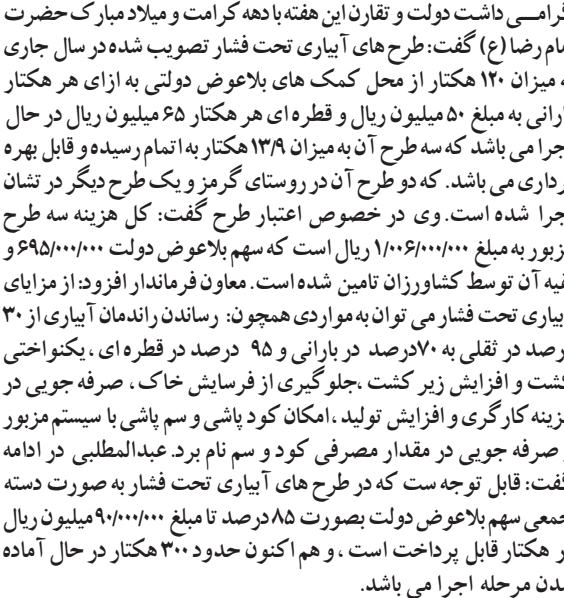 گرامـــی داشت دولت و تقارن این هفته با دهه کرامت و میلاد مبارک حضرت
امام رضا (ع) گفت: طرح های آبیاری تحت فشار تصویب شده در سال جاری
به میزان ۱۲۰ هکتار از محل کمک های بلاعوض دولتی به ازای هر هکتار
بارانی به مبلغ ۵۰ میلیون ریال و قطره ای هر هکتار ۶۵ میلیون ریال در حال
اجرا می باشد که سه طرح آن به میزان ۱۳/۹ هکتار به اتمام رسیده و قابل بهره
برداری می باشد. که دو طرح آن در روستای گرمز و یک طرح دیگر در تشان
اجرا شده است. وی در خصوص اعتبار طرح گفت: کل هزینه سه طرح
مزبور به مبلغ ۱/۰۰۶/۰۰۰/۰۰۰ ریال است که سهم بلاعوض دولت ۶۹۵/۰۰۰/۰۰۰ و
بقیه آن توسط کشاورزان تامین شده است. معاون فرماندار افزود: از مزایای
آبیاری تحت فشار می توان به مواردی همچون: رساندن راندمان آبیاری از ۳۰
درصد در ثقلی به ۷۰درصد در بارانی و ۹۵ درصد در قطره ای ، یکنواختی
کشت و افزایش زیر کشت ،جلوگیری از فرسایش خاک ، صرفه جویی در
هزینه کارگری و افزایش تولید ،امکان کود پاشی و سم پاشی با سیستم مزبور
و صرفه جویی در مقدار مصرفی کود و سم نام برد. عبدالمطلبی در ادامه
گفت: قابل توجه ست که در طرح های آبیاری تحت فشار به صورت دسته
جمعی سهم بلاعوض دولت بصورت ۸۵ درصد تا مبلغ ۹۰/۰۰۰/۰۰۰میلیون ریال
در هکتار قابل پرداخت است ، و هم اکنون حدود ۳۰۰ هکتار در حال آماده
شدن مرحله اجرا می باشد.